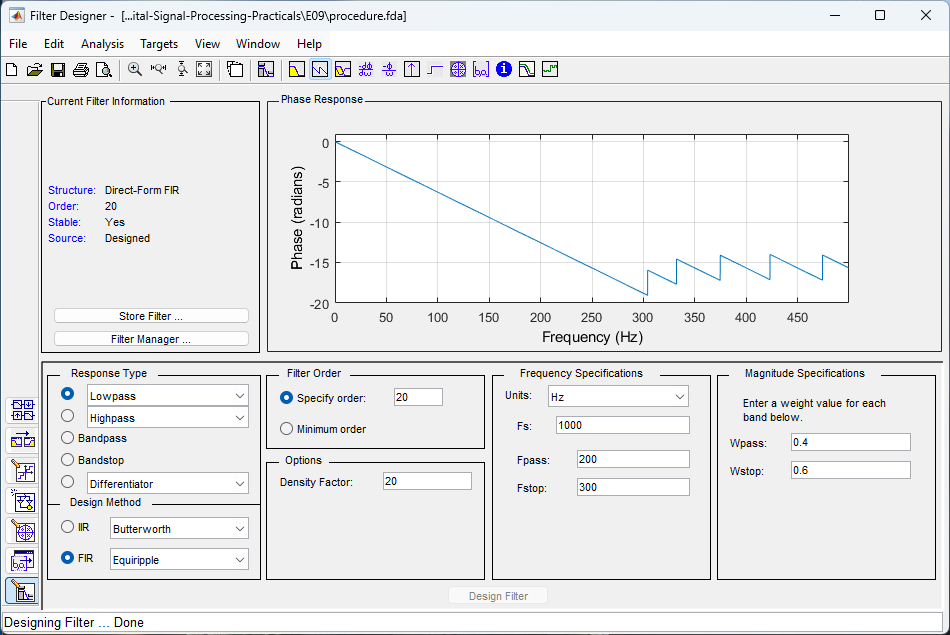 Filter Designer - [...ital-Signal-Processing-Practicals\E09\procedure.fda]
File Edit Analysis Targets View Window Help
Current Filter Information
Structure: Direct-Form FIR
Order: 20
Stable: Yes
Source: Designed
Store Filter ...
Filter Manager ...
Phase Response
Phase (radians)
0
-5
-10
-15
-20
0 50 100 150 200 250 300 350 400 450
Frequency (Hz)
Response Type
Lowpass
Highpass
Bandpass
Bandstop
Differentiator
Design Method
IIR Butterworth
FIR Equiripple
Filter Order
Specify order: 20
Minimum order
Options
Density Factor: 20
Frequency Specifications
Units: Hz
Fs: 1000
Fpass: 200
Fstop: 300
Magnitude Specifications
Enter a weight value for each
band below.
Wpass: 0.4
Wstop: 0.6
Design Filter
Designing Filter ... Done